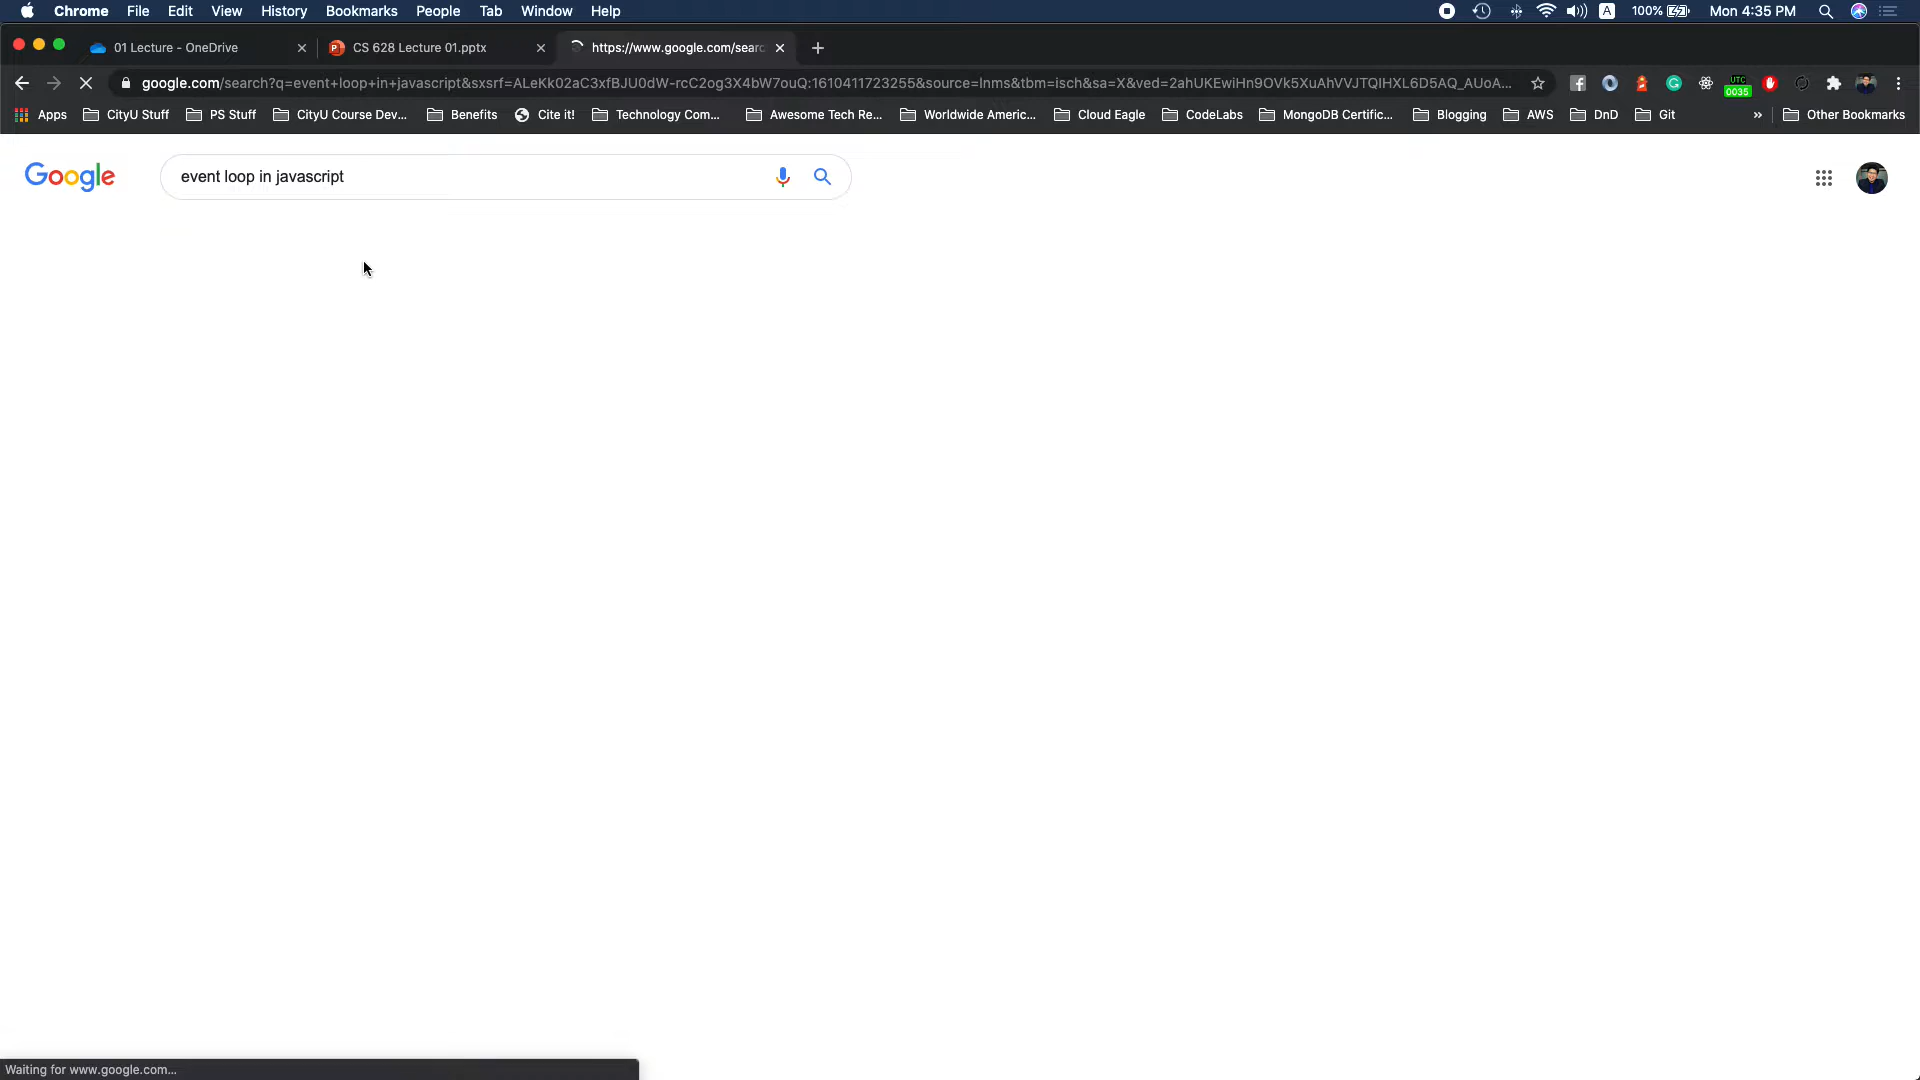 Chrome File Edit View History Bookmarks People Tab Window Help A 100% Mon 4:35 PM
01 Lecture - OneDrive CS 628 Lecture 01.pptx https://www.google.com/searc
google.com/search?q=event+loop+in+javascript&sxsrf=ALeKk02aC3xfBJU0dW-rcC2og3X4bW7ouQ:1610411723255&source=lnms&tbm=isch&sa=X&ved=2ahUKEwiHn9OVk5XuAhVVJTQIHXL6D5AQ_AUoA... UTC 0035
Apps CityU Stuff PS Stuff CityU Course Dev... Benefits Cite it! Technology Com... Awesome Tech Re... Worldwide Americ... Cloud Eagle CodeLabs MongoDB Certific... Blogging AWS DnD Git » Other Bookmarks
Google event loop in javascript
Waiting for www.google.com...